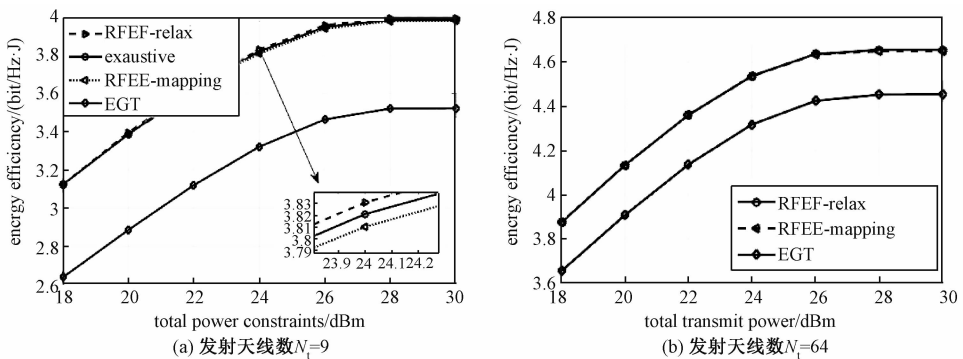 4
3.8
3.6
3.4
3.2
3
2.8
2.6
energy efficiency/(bit/Hz·J)
RFEF-relax
exaustive
RFEE-mapping
EGT
3.83
3.82
3.81
3.8
3.79
23.9 24 24.1 24.2
18 20 22 24 26 28 30
total power constraints/dBm
(a) 发射天线数Nt=9
4.8
4.6
4.4
4.2
4
3.8
3.6
energy efficiency/(bit/Hz·J)
RFEF-relax
RFEE-mapping
EGT
18 20 22 24 26 28 30
total transmit power/dBm
(b) 发射天线数Nt=64